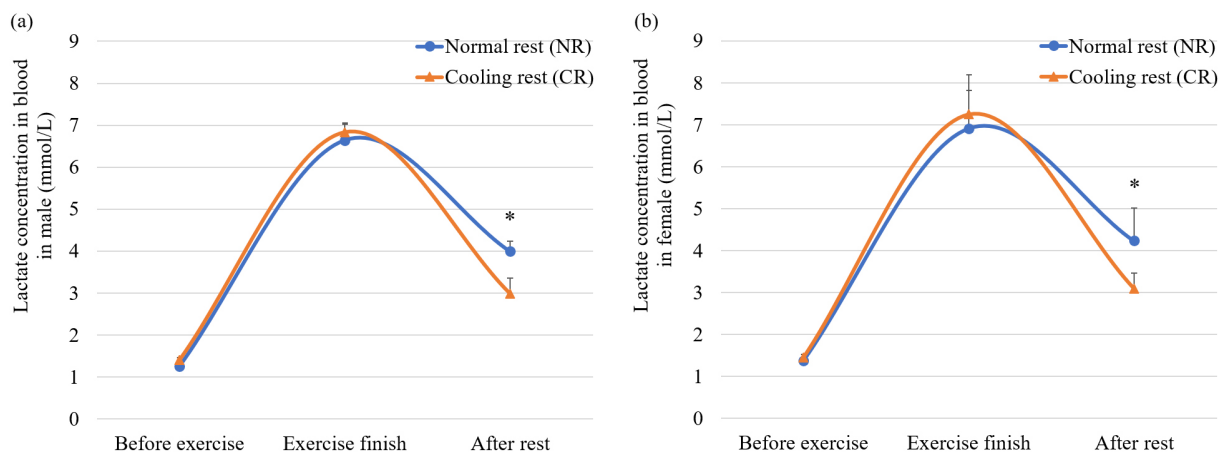 (a)
Lactate concentration in blood
in male (mmol/L)
9
8
7
6
5
4
3
2
1
0
Normal rest (NR)
Cooling rest (CR)
*
Before exercise
Exercise finish
After rest
(b)
Lactate concentration in blood
in female (mmol/L)
9
8
7
6
5
4
3
2
1
0
Normal rest (NR)
Cooling rest (CR)
*
Before exercise
Exercise finish
After rest